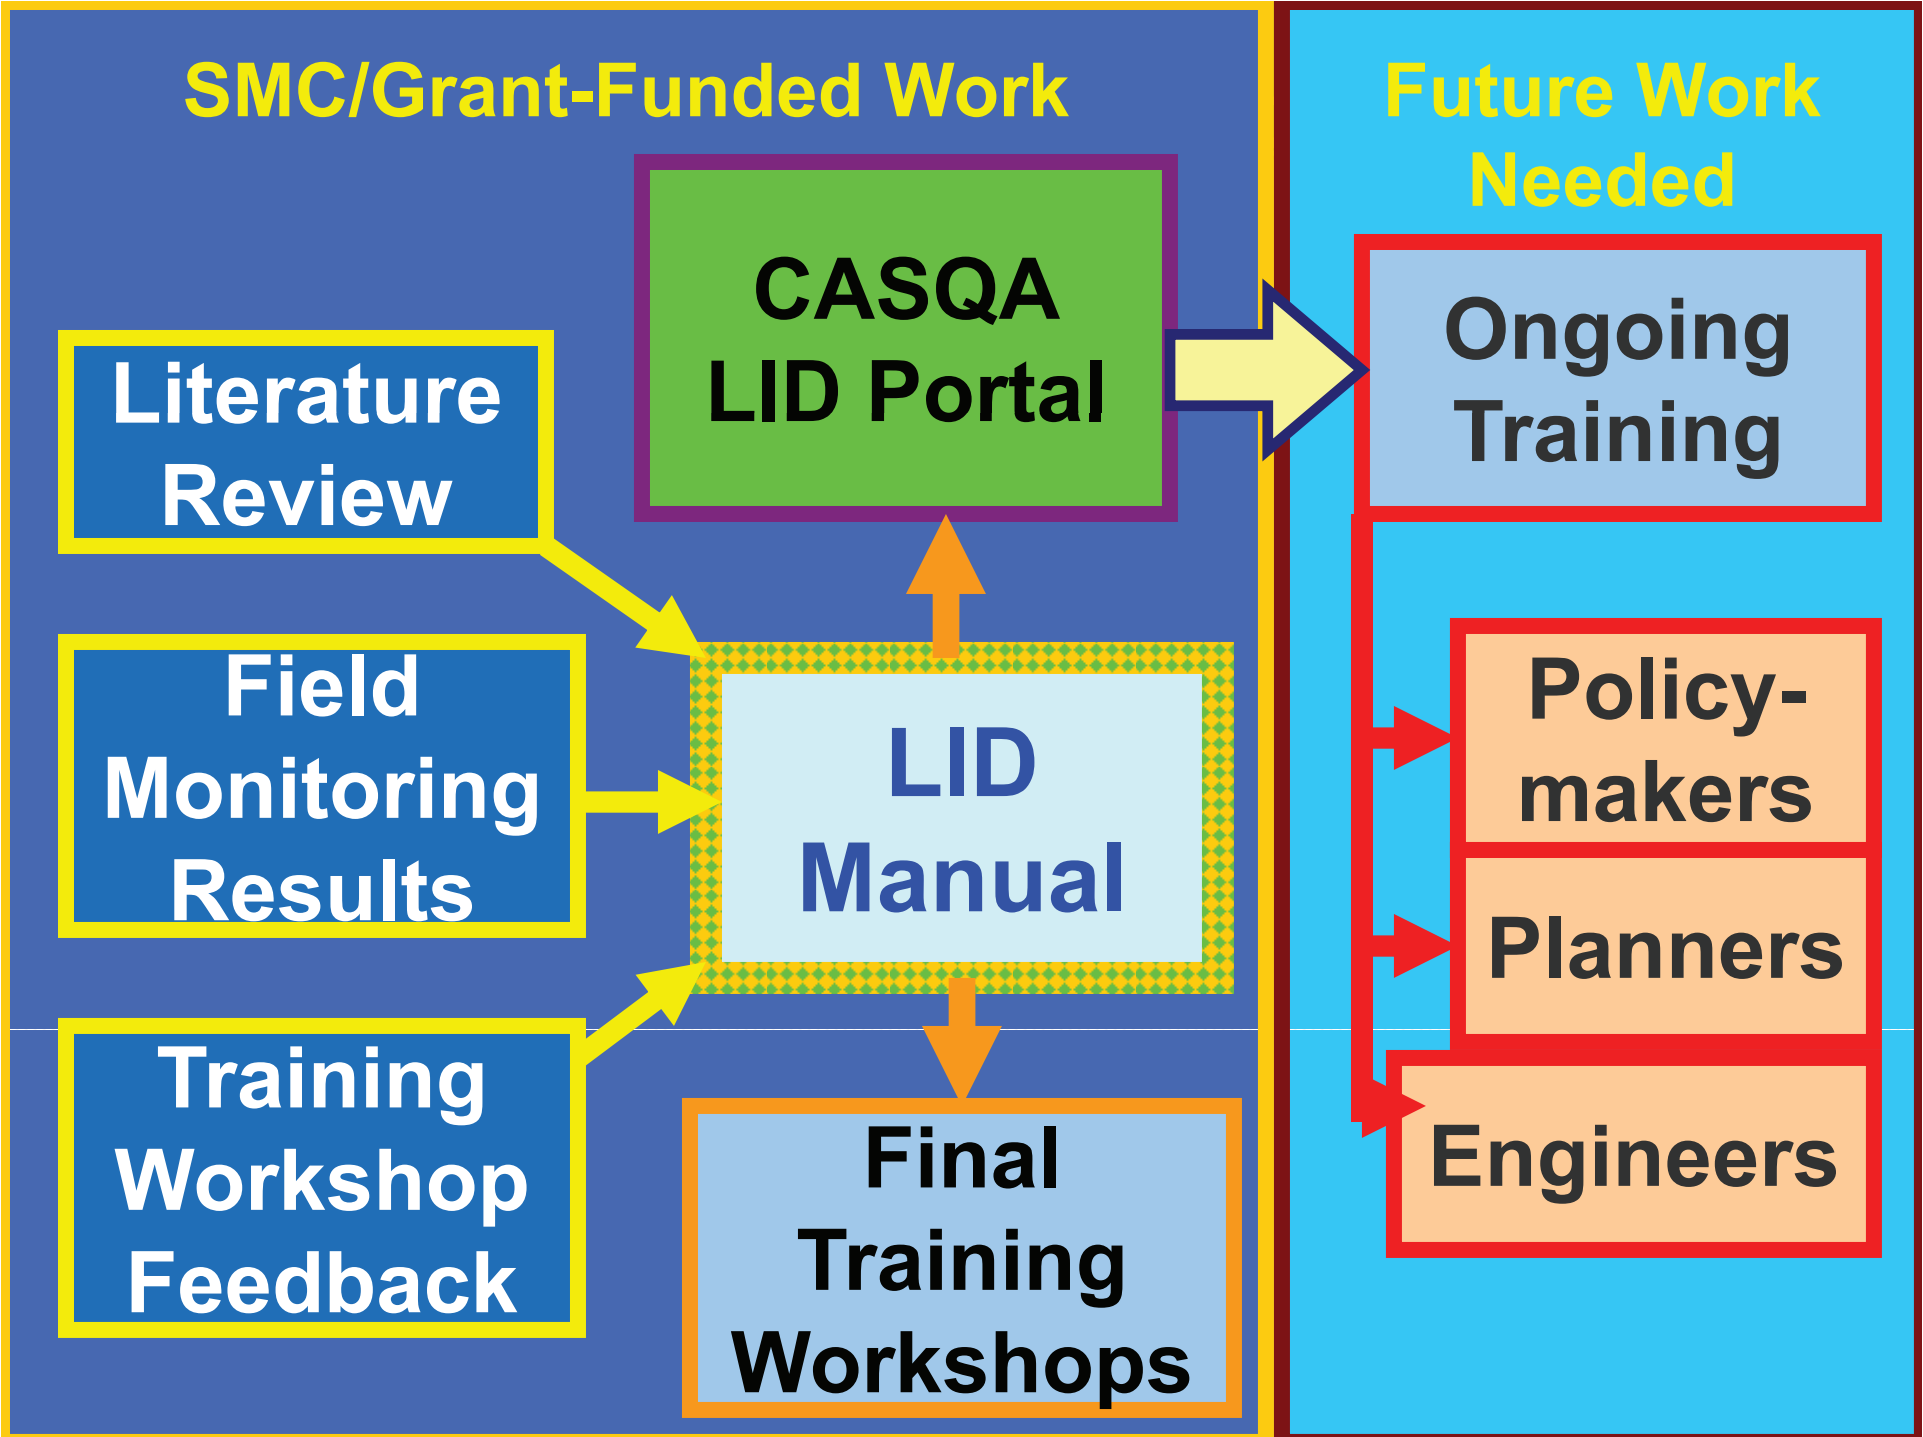 SMC/Grant-Funded Work
Future Work
Needed
CASQA
LID Portal
Ongoing
Training
Literature
Review
Field
Monitoring
Results
LID
Manual
Policy-
makers
Planners
Engineers
Training
Workshop
Feedback
Final
Training
Workshops